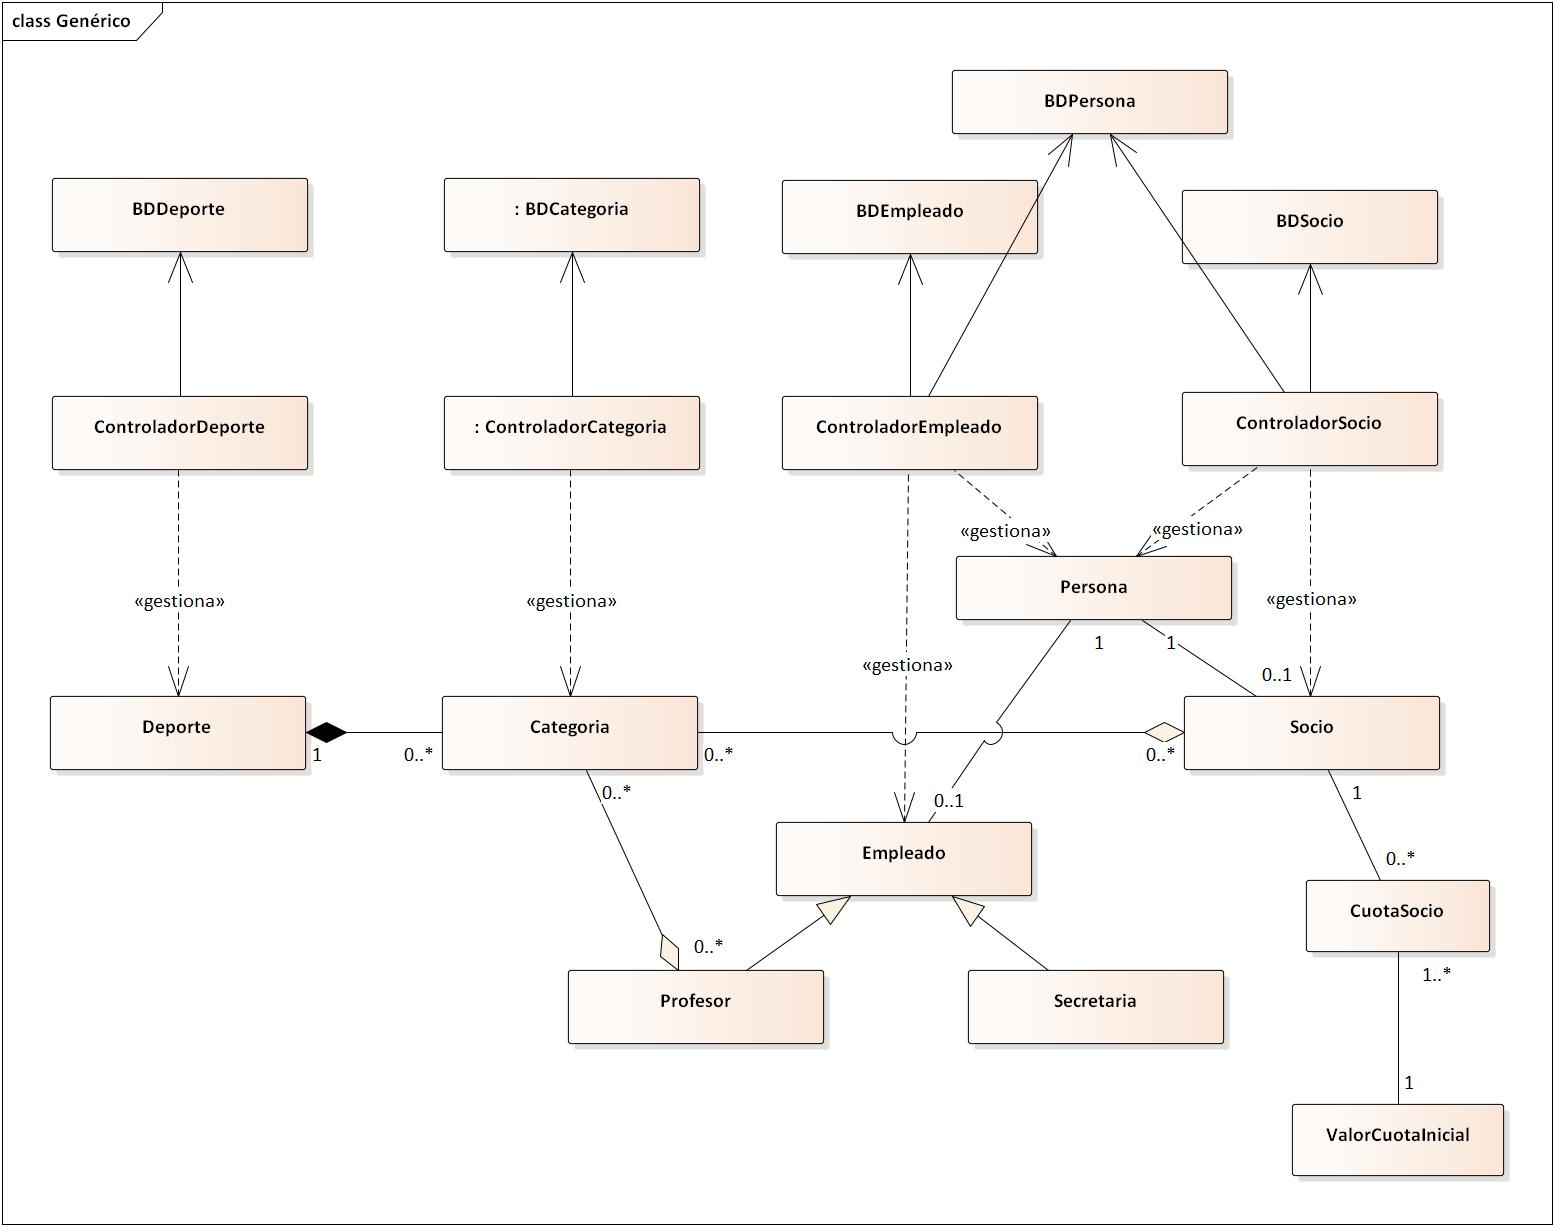 class Genérico
BDPersona
BDDeporte
: BDCategoria
BDEmpleado
BDSocio
ControladorDeporte
: ControladorCategoria
ControladorEmpleado
ControladorSocio
«gestiona»
«gestiona»
Persona
«gestiona»
«gestiona»
«gestiona»
1
1
«gestiona»
0..1
Deporte
Categoria
Socio
1
0..*
0..*
0..*
0..*
0..1
1
Empleado
0..*
CuotaSocio
0..*
1..*
Profesor
Secretaria
1
ValorCuotaInicial